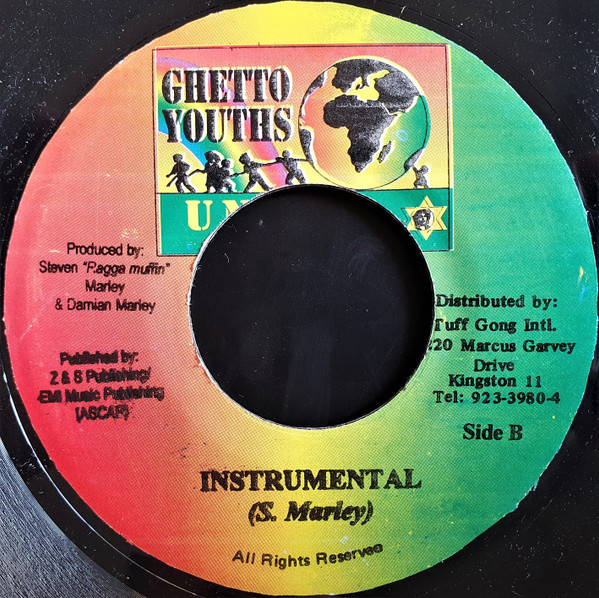 GHETTO
YOUTHS
UN
Produced by:
Steven "Ragga muffin"
Marley
& Damian Marley
Published by:
Z & S Publishing/
EMI Music Publishing
(ASCAP)
Distributed by:
Tuff Gong Intl.
220 Marcus Garvey
Drive
Kingston 11
Tel: 923-3980-4
Side B
INSTRUMENTAL
(S. Marley)
All Rights Reserved